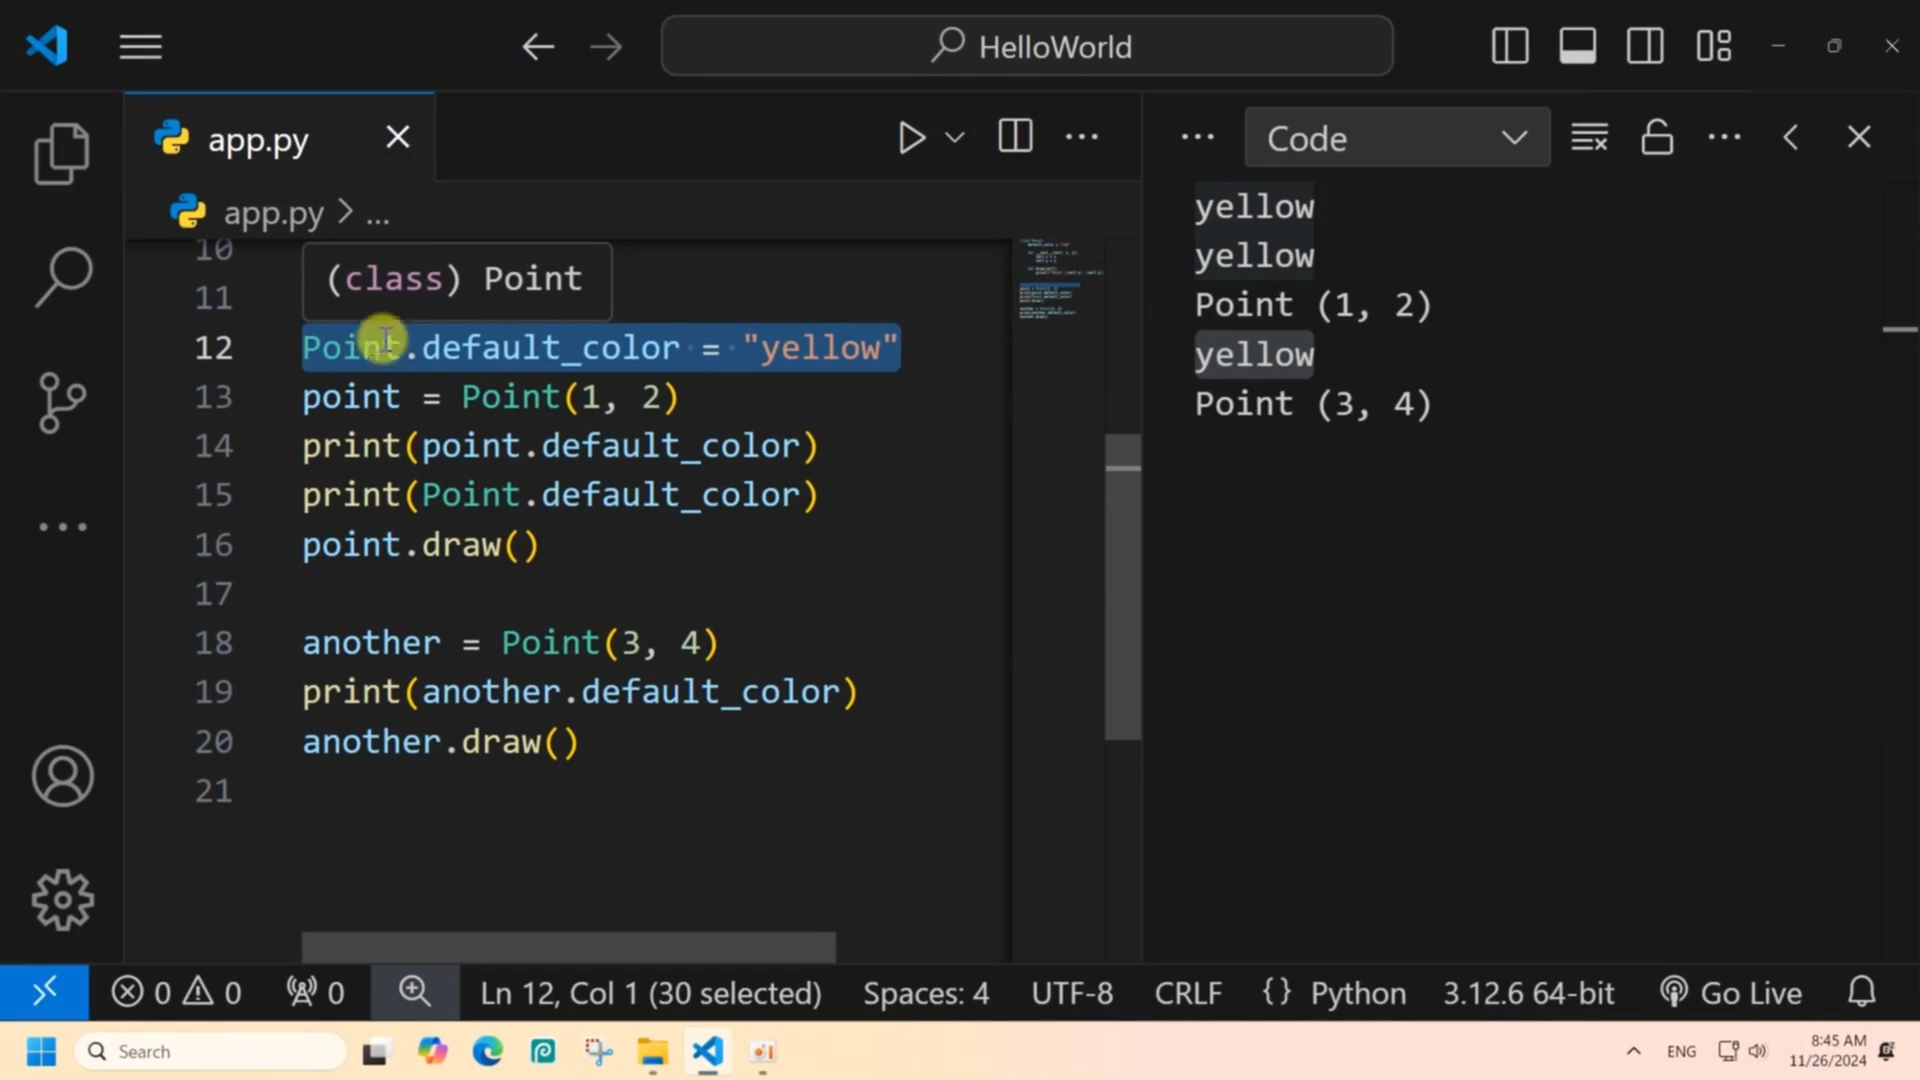 HelloWorld
app.py
app.py > ...
10
11
(class) Point
12 Point.default_color = "yellow"
13 point = Point(1, 2)
14 print(point.default_color)
15 print(Point.default_color)
16 point.draw()
17
18 another = Point(3, 4)
19 print(another.default_color)
20 another.draw()
21
Code
yellow
yellow
Point (1, 2)
yellow
Point (3, 4)
0 0 0 Ln 12, Col 1 (30 selected) Spaces: 4 UTF-8 CRLF {} Python 3.12.6 64-bit Go Live
Search
ENG
8:45 AM
11/26/2024